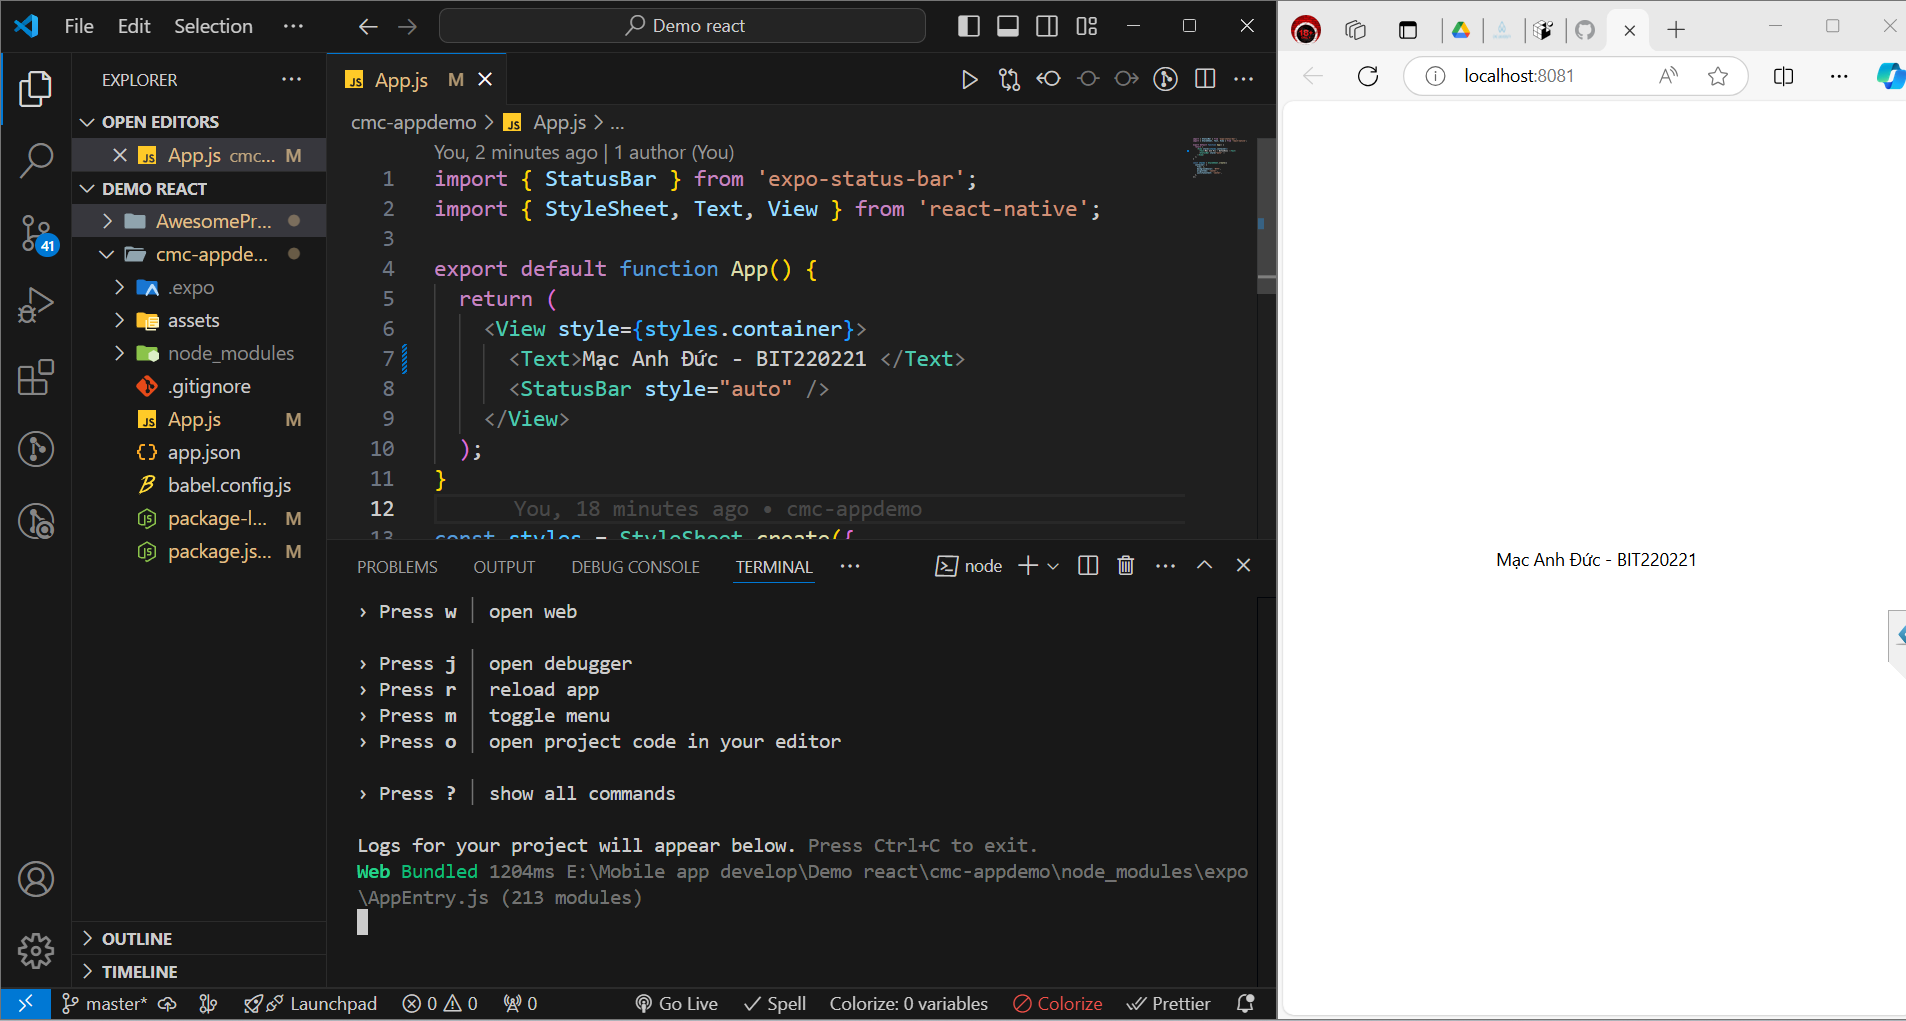 File Edit Selection ···
Demo react
EXPLORER
OPEN EDITORS
App.js cmc... M
DEMO REACT
AwesomePr...
cmc-appde...
.expo
assets
node_modules
.gitignore
App.js M
app.json
babel.config.js
package-l... M
package.js... M
OUTLINE
TIMELINE
41
App.js M
cmc-appdemo > App.js > ...
You, 2 minutes ago | 1 author (You)
1 import { StatusBar } from 'expo-status-bar';
2 import { StyleSheet, Text, View } from 'react-native';
3
4 export default function App() {
5 return (
6 <View style={styles.container}>
7 <Text>Mạc Anh Đức - BIT220221 </Text>
8 <StatusBar style="auto" />
9 </View>
10 );
11 }
12 You, 18 minutes ago • cmc-appdemo
13 const styles = StyleSheet.create({
PROBLEMS OUTPUT DEBUG CONSOLE TERMINAL ··· node
› Press w │ open web
› Press j │ open debugger
› Press r │ reload app
› Press m │ toggle menu
› Press o │ open project code in your editor
› Press ? │ show all commands
Logs for your project will appear below. Press Ctrl+C to exit.
Web Bundled 1204ms E:\Mobile app develop\Demo react\cmc-appdemo\node_modules\expo
\AppEntry.js (213 modules)
master* Launchpad 0 0 0 Go Live Spell Colorize: 0 variables Colorize Prettier
localhost:8081
Mạc Anh Đức - BIT220221